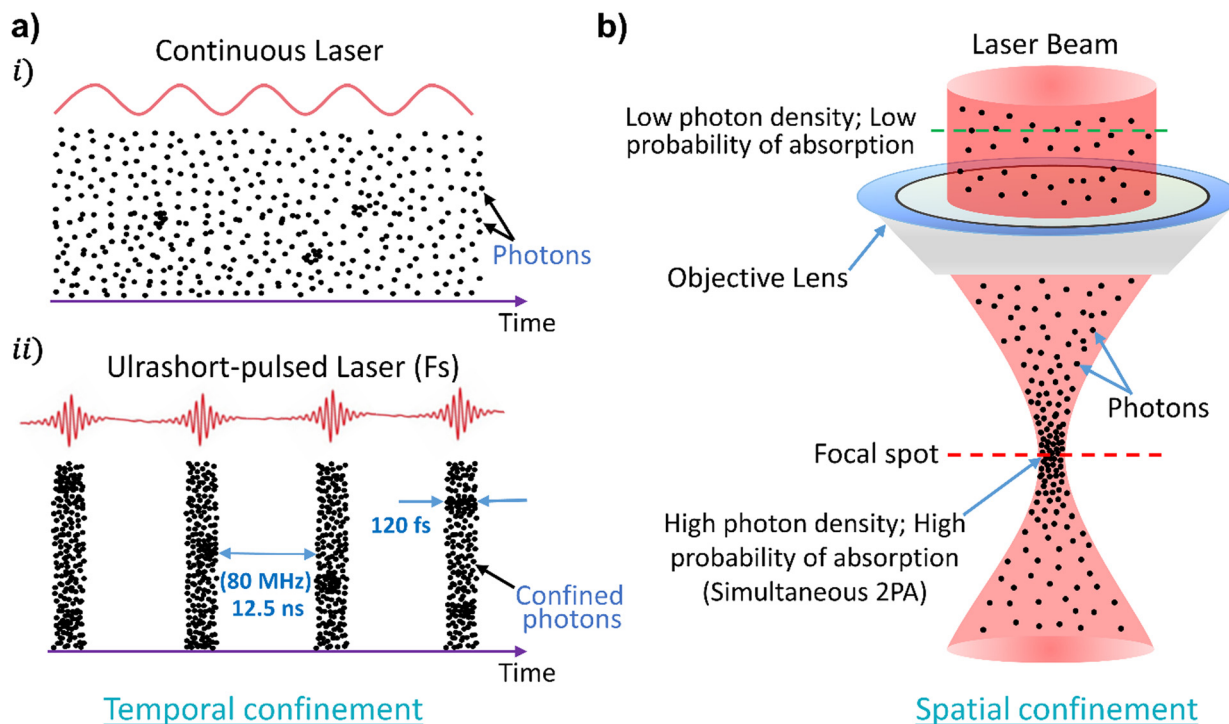 a)
Continuous Laser
i)
Photons
Time
ii)
Ulrashort-pulsed Laser (Fs)
120 fs
(80 MHz)
12.5 ns
Confined
photons
Time
Temporal confinement
b)
Laser Beam
Low photon density; Low
probability of absorption
Objective Lens
Photons
Focal spot
High photon density; High
probability of absorption
(Simultaneous 2PA)
Spatial confinement